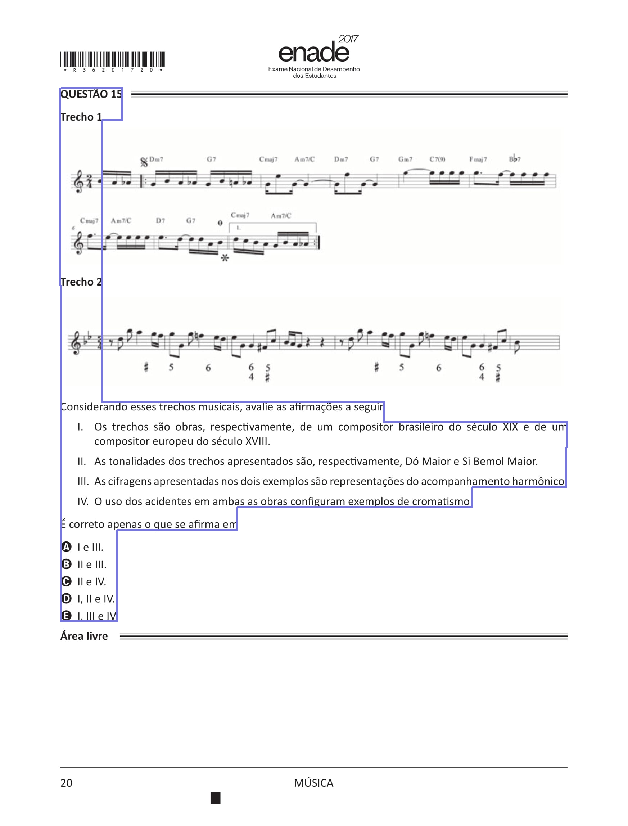 *R3620172D*
enade 2017
Exame Nacional de Desempenho
dos Estudantes
QUESTÃO 15
Trecho 1
Dm7 G7 Cmaj7 Am7/C Dm7 G7 Gm7 C7(9) Fmaj7 Bb7
Cmaj7 Am7/C D7 G7 Cmaj7 Am7/C
1.
Trecho 2
# 5 6 6 5 # 5 6 6 5
4 # 4 #
Considerando esses trechos musicais, avalie as afirmações a seguir
I. Os trechos são obras, respectivamente, de um compositor brasileiro do século XIX e de um
compositor europeu do século XVIII.
II. As tonalidades dos trechos apresentados são, respectivamente, Dó Maior e Si Bemol Maior.
III. As cifragens apresentadas nos dois exemplos são representações do acompanhamento harmônico
IV. O uso dos acidentes em ambas as obras configuram exemplos de cromatismo
É correto apenas o que se afirma em
A I e III.
B II e III.
C II e IV.
D I, II e IV.
E I, III e IV
Área livre
20 MÚSICA